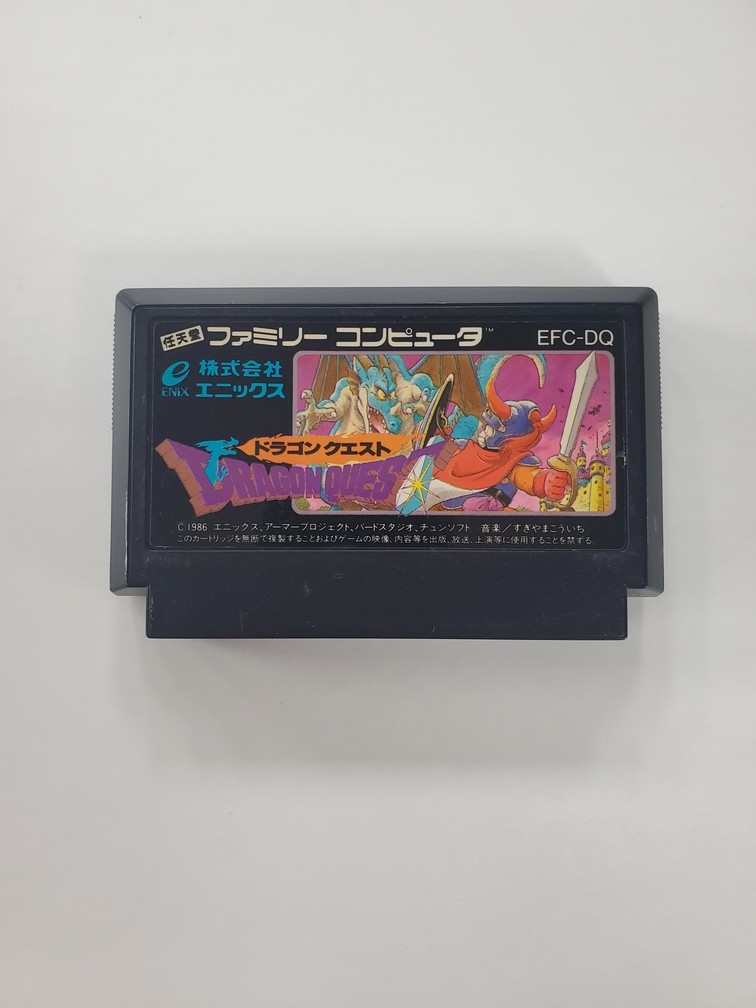 任天堂 ファミリーコンピュータ™ EFC-DQ
e 株式会社
ENIX エニックス
ドラゴンクエスト
DRAGON QUEST
C 1986 エニックス、アーマープロジェクト、バードスタジオ、チュンソフト 音楽/すぎやまこういち
このカートリッジを無断で複製することおよびゲームの映像、内容等を出版、放送、上演等に使用することを禁ずる。